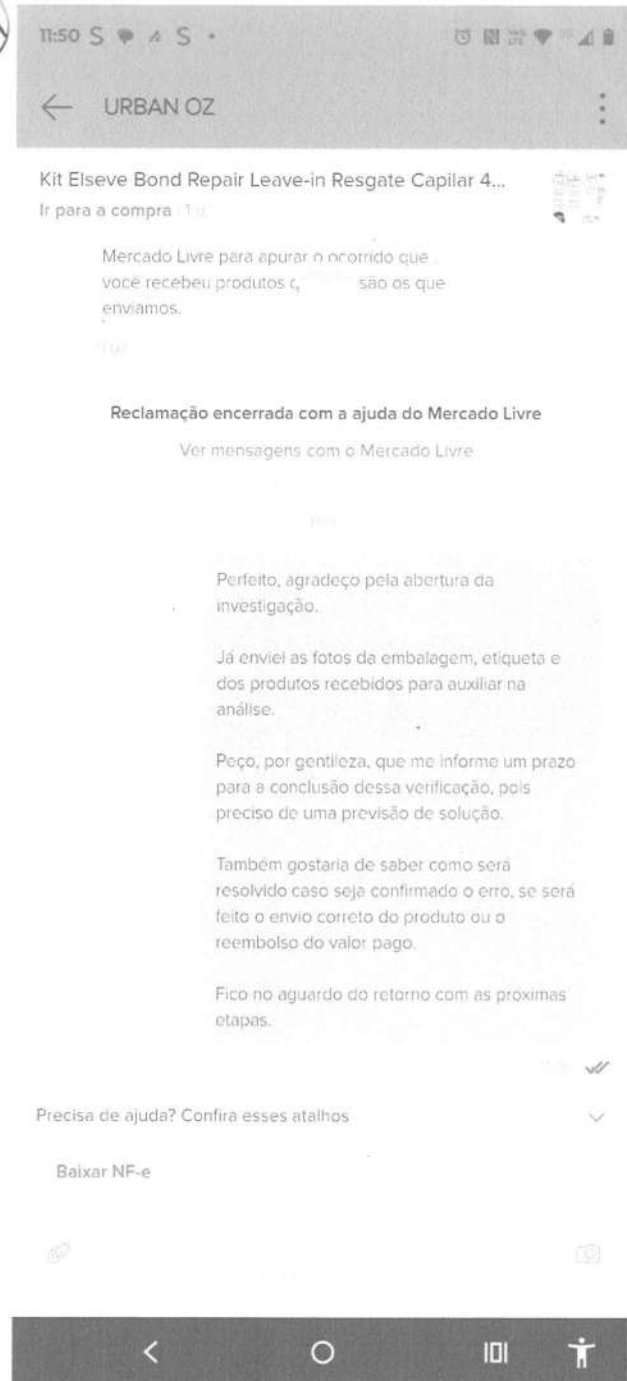 11:50 S S
URBAN OZ
Kit Elseve Bond Repair Leave-in Resgate Capilar 4...
Ir para a compra
Mercado Livre para apurar o ocorrido que
você recebeu produtos são os que
enviamos.
Reclamação encerrada com a ajuda do Mercado Livre
Ver mensagens com o Mercado Livre
Perfeito, agradeço pela abertura da
investigação.
Já enviei as fotos da embalagem, etiqueta e
dos produtos recebidos para auxiliar na
análise.
Peço, por gentileza, que me informe um prazo
para a conclusão dessa verificação, pois
preciso de uma previsão de solução.
Também gostaria de saber como será
resolvido caso seja confirmado o erro, se será
feito o envio correto do produto ou o
reembolso do valor pago.
Fico no aguardo do retorno com as próximas
etapas.
Precisa de ajuda? Confira esses atalhos
Baixar NF-e